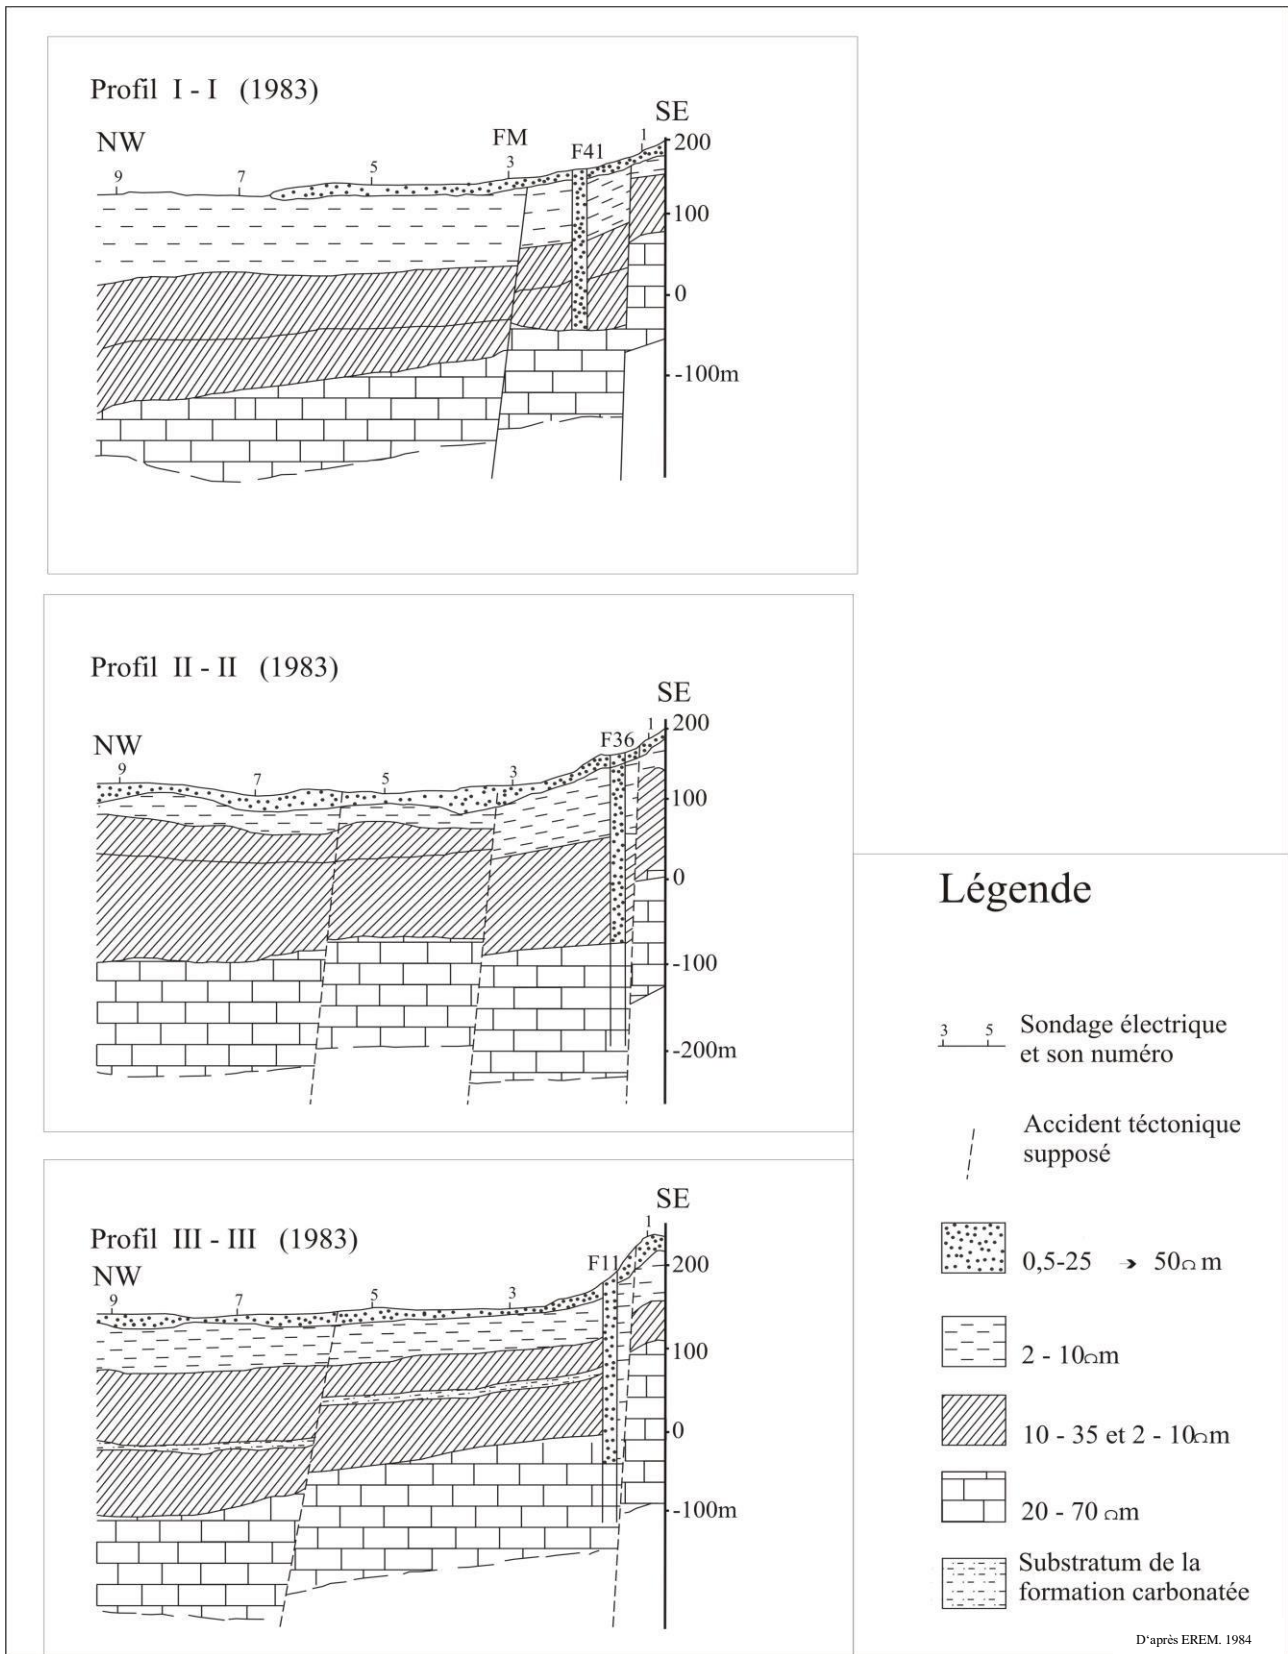 Profil I - I (1983)
NW
FM
SE
9
7
5
3
F41
1
200
100
0
-100m
Profil II - II (1983)
NW
SE
9
7
5
3
F36
1
200
100
0
-100
-200m
Profil III - III (1983)
NW
SE
9
7
5
3
F11
1
200
100
0
-100m
Légende
3 5
Sondage électrique
et son numéro
Accident téctonique
supposé
0,5-25 → 50Ωm
2 - 10Ωm
10 - 35 et 2 - 10Ωm
20 - 70 Ωm
Substratum de la
formation carbonatée
D'après EREM. 1984